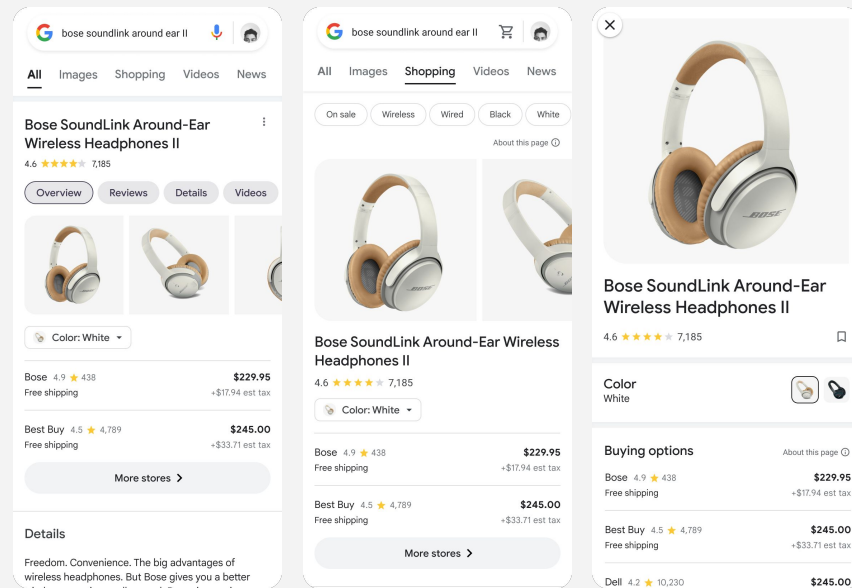 bose soundlink around ear II
All Images Shopping Videos News
Bose SoundLink Around-Ear
Wireless Headphones II
4.6 7,185
Overview Reviews Details Videos
Color: White
Bose 4.9 438 $229.95
Free shipping +$17.94 est tax
Best Buy 4.5 4,789 $245.00
Free shipping +$33.71 est tax
More stores
Details
Freedom. Convenience. The big advantages of
wireless headphones. But Bose gives you a better
bose soundlink around ear II
All Images Shopping Videos News
On sale Wireless Wired Black White
About this page
BOSE
Bose SoundLink Around-Ear Wireless
Headphones II
4.6 7,185
Color: White
Bose 4.9 438 $229.95
Free shipping +$17.94 est tax
Best Buy 4.5 4,789 $245.00
Free shipping +$33.71 est tax
More stores
BOSE
Bose SoundLink Around-Ear
Wireless Headphones II
4.6 7,185
Color
White
Buying options About this page
Bose 4.9 438 $229.95
Free shipping +$17.94 est tax
Best Buy 4.5 4,789 $245.00
Free shipping +$33.71 est tax
Dell 4.2 10,230 $245.00